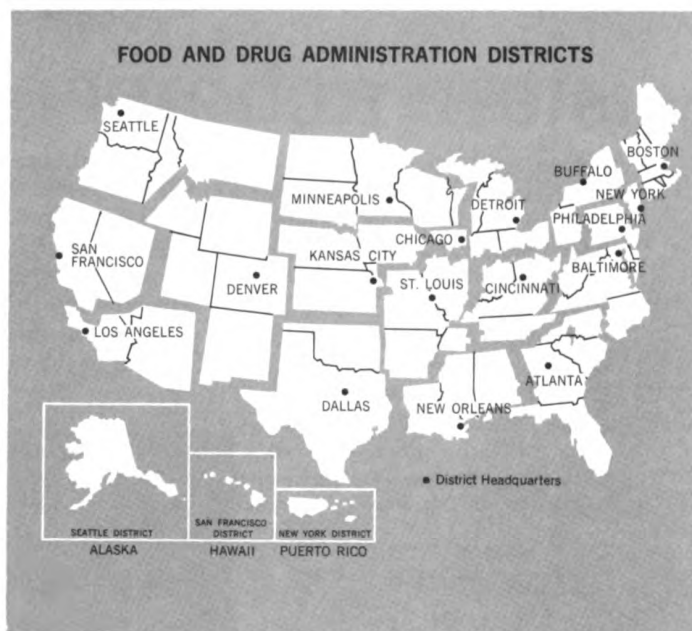 FOOD AND DRUG ADMINISTRATION DISTRICTS
SEATTLE
BOSTON
BUFFALO
MINNEAPOLIS
DETROIT
NEW YORK
PHILADELPHIA
CHICAGO
SAN
FRANCISCO
KANSAS CITY
BALTIMORE
DENVER
ST. LOUIS
CINCINNATI
LOS ANGELES
ATLANTA
DALLAS
NEW ORLEANS
District Headquarters
SEATTLE DISTRICT
ALASKA
SAN FRANCISCO
DISTRICT
HAWAII
NEW YORK DISTRICT
PUERTO RICO